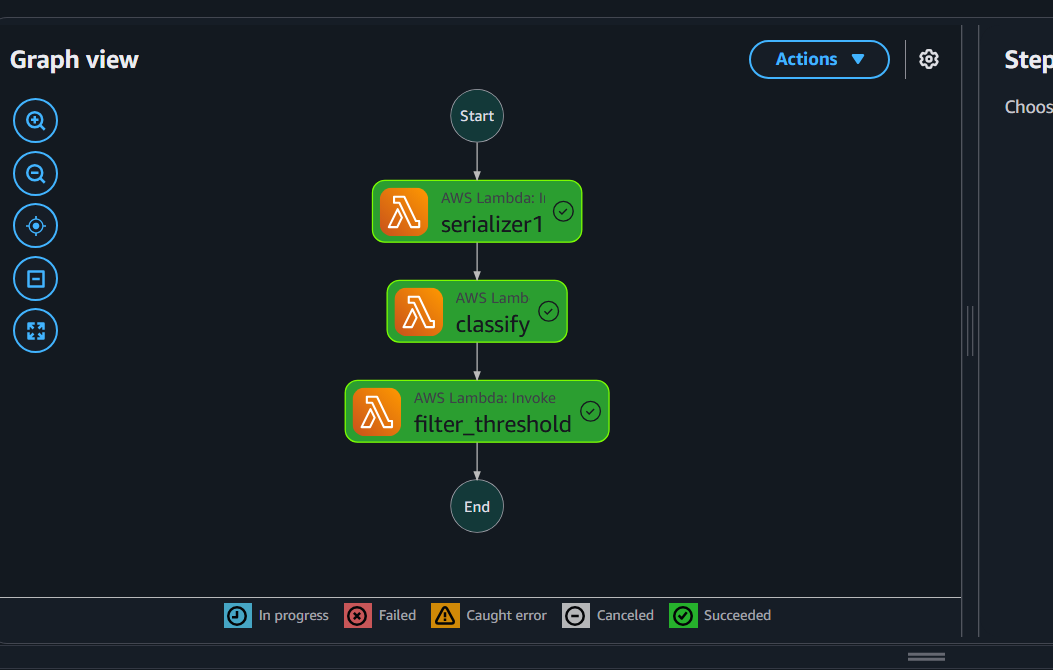 Graph view
Actions
Step
Choos
Start
AWS Lambda: I
serializer1
AWS Lamb
classify
AWS Lambda: Invoke
filter_threshold
End
In progress
Failed
Caught error
Canceled
Succeeded